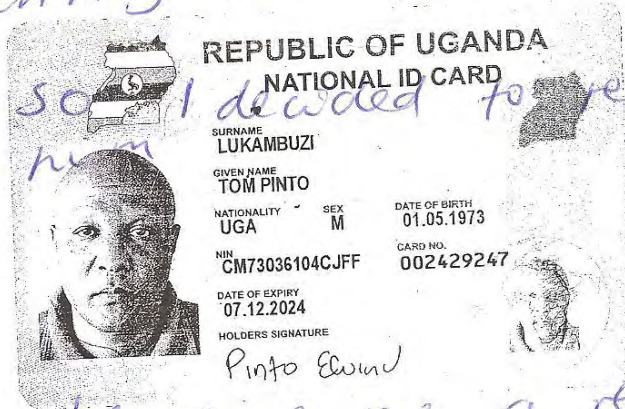 REPUBLIC OF UGANDA
NATIONAL ID CARD
so I decided to re
him
SURNAME
LUKAMBUZI
GIVEN NAME
TOM PINTO
NATIONALITY SEX DATE OF BIRTH
UGA M 01.05.1973
NIN CARD NO.
CM73036104CJFF 002429247
DATE OF EXPIRY
07.12.2024
HOLDERS SIGNATURE
Pinto